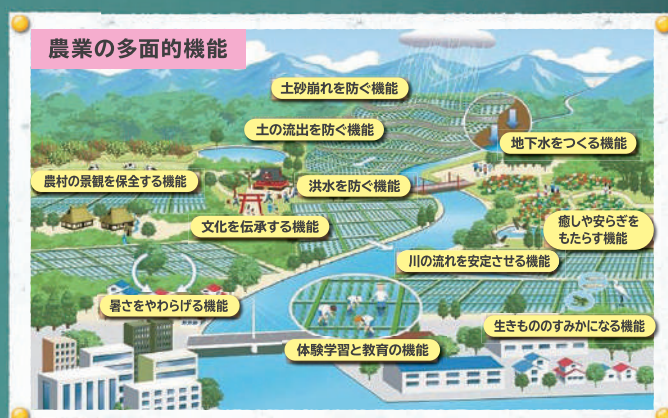 農業の多面的機能
土砂崩れを防ぐ機能
土の流出を防ぐ機能
地下水をつくる機能
農村の景観を保全する機能
洪水を防ぐ機能
文化を伝承する機能
癒しや安らぎを
もたらす機能
川の流れを安定させる機能
暑さをやわらげる機能
生きもののすみかになる機能
体験学習と教育の機能